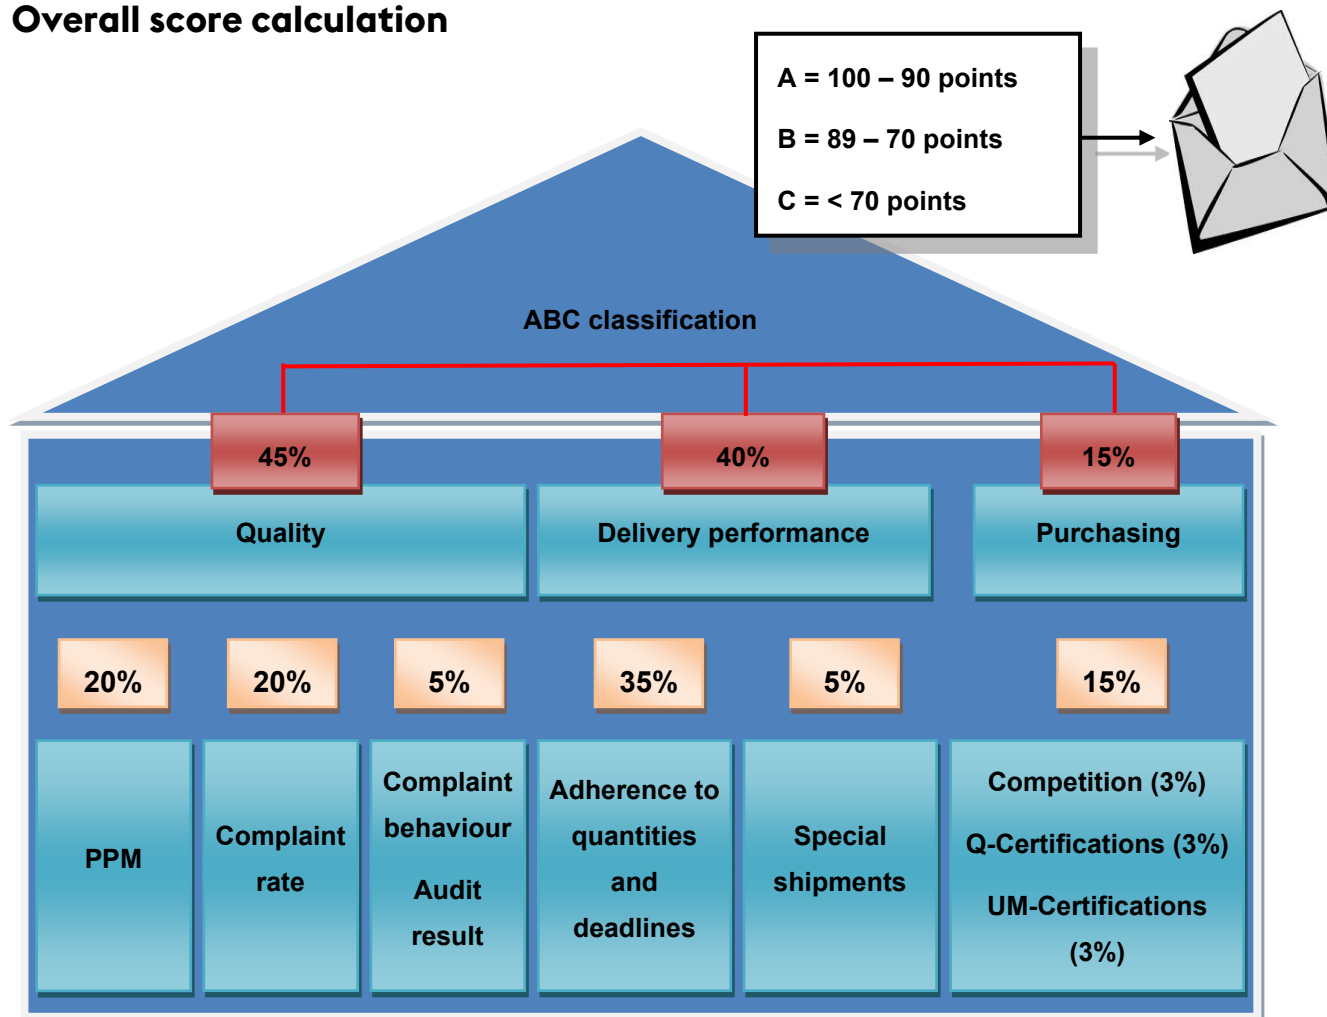 Overall score calculation
A = 100 – 90 points
B = 89 – 70 points
C = < 70 points
ABC classification
45%
40%
15%
Quality
Delivery performance
Purchasing
20%
20%
5%
35%
5%
15%
PPM
Complaint
rate
Complaint
behaviour
Audit
result
Adherence to
quantities
and
deadlines
Special
shipments
Competition (3%)
Q-Certifications (3%)
UM-Certifications
(3%)